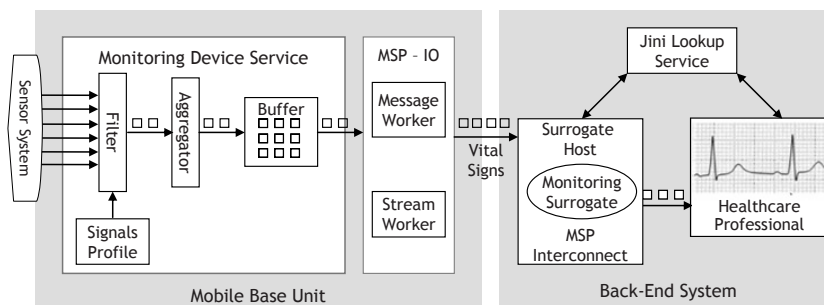 Sensor System
Monitoring Device Service
Filter
Aggregator
Buffer
Signals
Profile
MSP – IO
Message
Worker
Stream
Worker
Mobile Base Unit
Vital
Signs
Jini Lookup
Service
Surrogate
Host
Monitoring
Surrogate
MSP
Interconnect
Healthcare
Professional
Back-End System